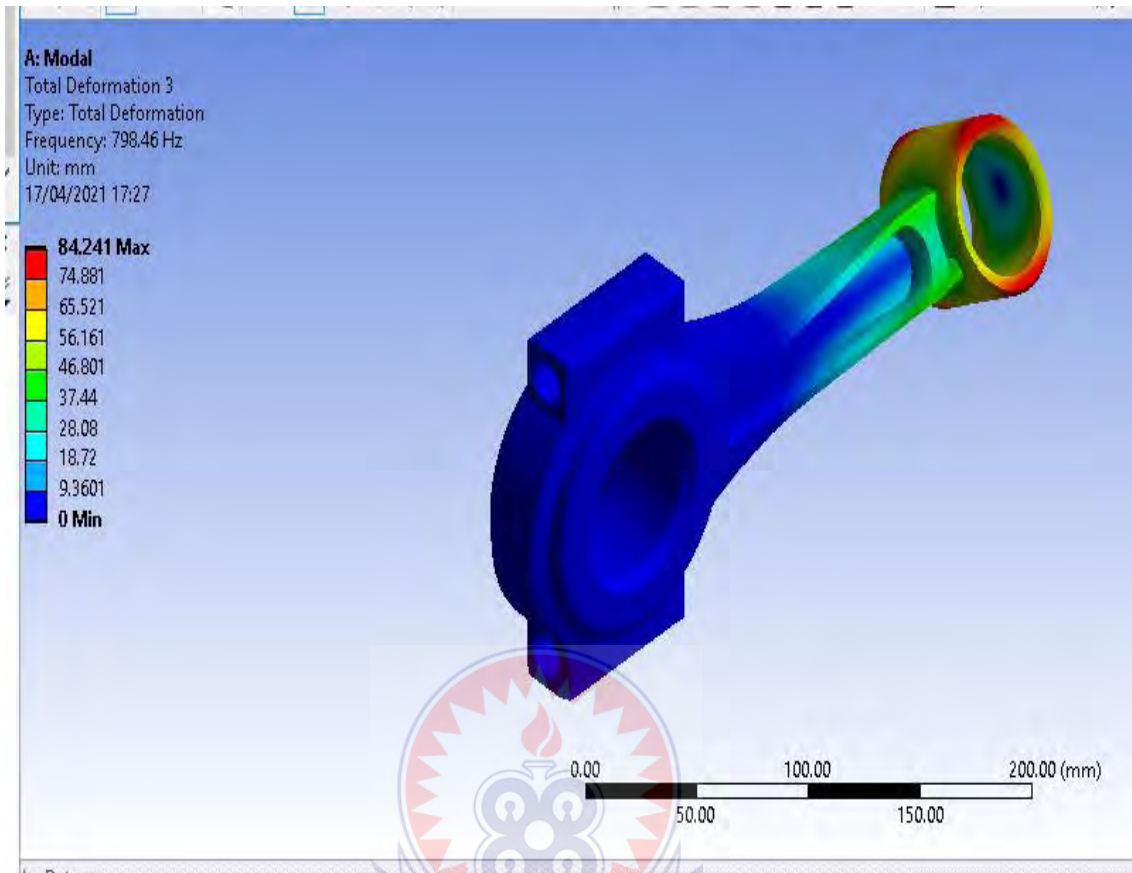 A: Modal
Total Deformation 3
Type: Total Deformation
Frequency: 798.46 Hz
Unit: mm
17/04/2021 17:27
84.241 Max
74.881
65.521
56.161
46.801
37.44
28.08
18.72
9.3601
0 Min
0.00 100.00 200.00 (mm)
50.00 150.00